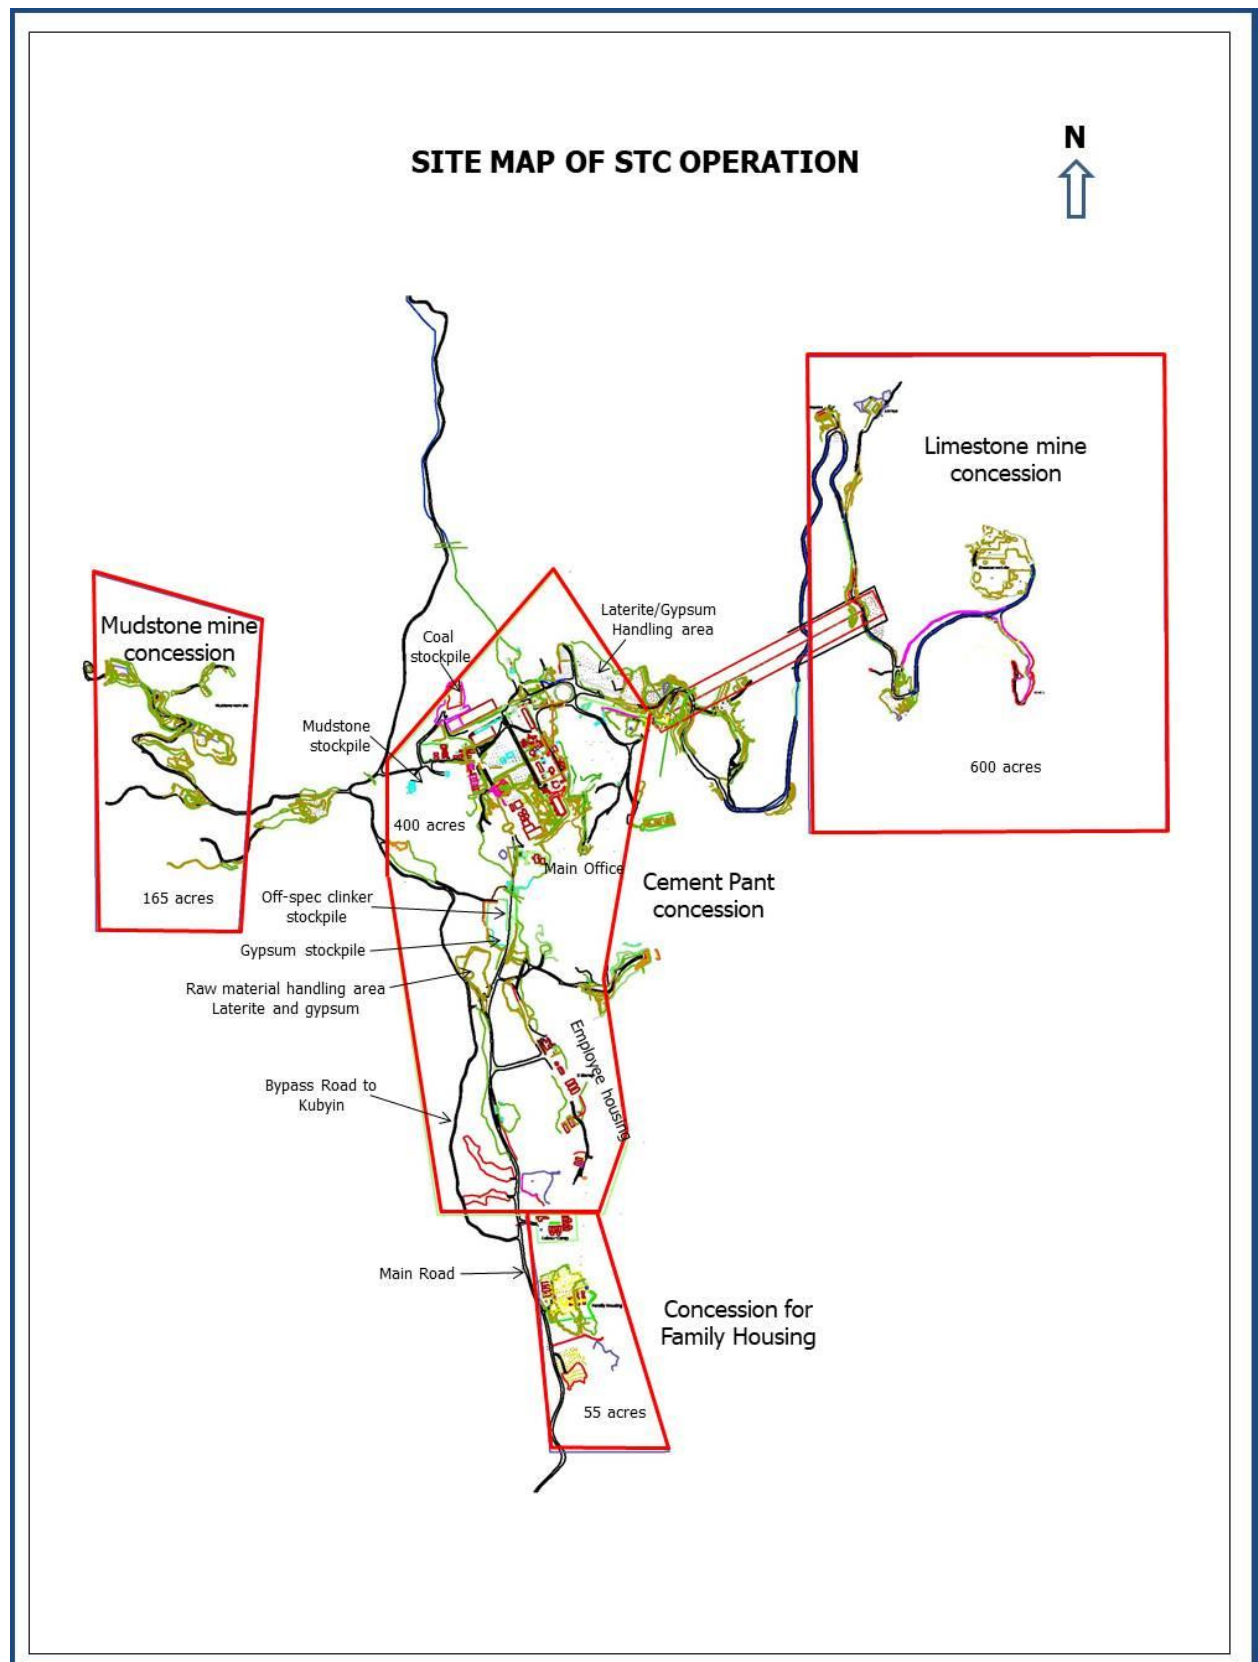 N
SITE MAP OF STC OPERATION
Limestone mine
concession
600 acres
Mudstone mine
concession
165 acres
Laterite/Gypsum
Handling area
Coal
stockpile
Mudstone
stockpile
400 acres
Main Office
Cement Pant
concession
Off-spec clinker
stockpile
Gypsum stockpile
Raw material handling area
Laterite and gypsum
Employee housing
Bypass Road to
Kubyin
Main Road
Family Housing
Concession for
Family Housing
55 acres